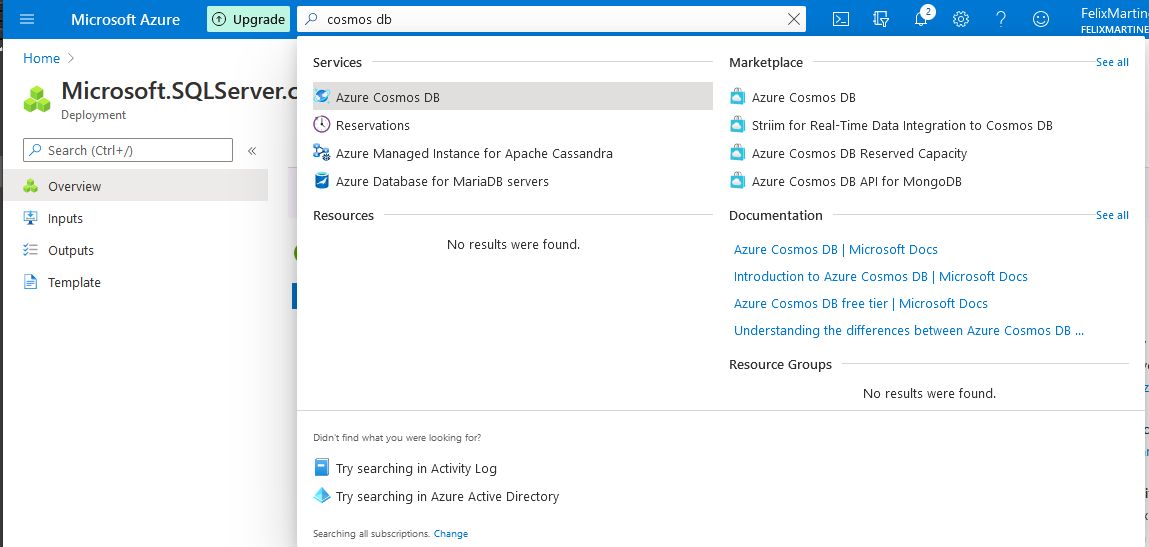 Microsoft Azure
Upgrade
cosmos db
2
FelixMartine
FELIXMARTINE
Home
Microsoft.SQLServer.c
Deployment
Search (Ctrl+/)
«
Overview
Inputs
Outputs
Template
Services
Azure Cosmos DB
Reservations
Azure Managed Instance for Apache Cassandra
Azure Database for MariaDB servers
Resources
No results were found.
Marketplace
See all
Azure Cosmos DB
Striim for Real-Time Data Integration to Cosmos DB
Azure Cosmos DB Reserved Capacity
Azure Cosmos DB API for MongoDB
Documentation
See all
Azure Cosmos DB | Microsoft Docs
Introduction to Azure Cosmos DB | Microsoft Docs
Azure Cosmos DB free tier | Microsoft Docs
Understanding the differences between Azure Cosmos DB ...
Resource Groups
No results were found.
Didn't find what you were looking for?
Try searching in Activity Log
Try searching in Azure Active Directory
Searching all subscriptions. Change